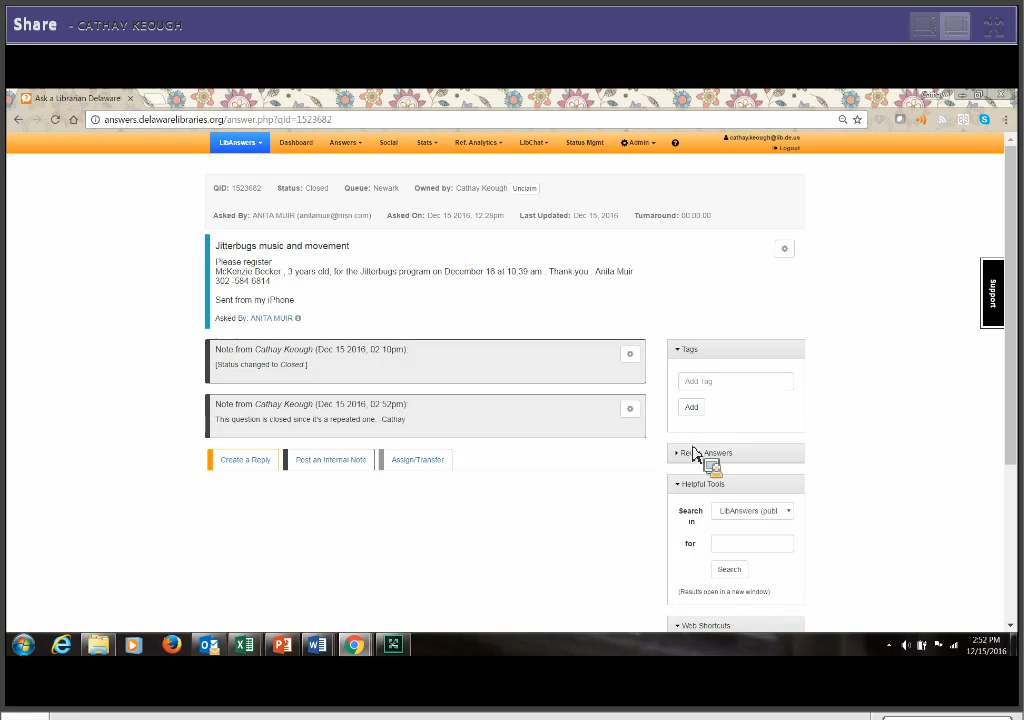 Share - CATHAY KEOUGH
Ask a Librarian Delaware
answers.delawarelibraries.org/answer.php?qid=1523682
LibAnswers Dashboard Answers Social Stats Ref. Analytics LibChat Status Mgmt Admin
cathay.keough@lib.de.us
Logout
QID: 1523682 Status: Closed Queue: Newark Owned by: Cathay Keough Unclaim
Asked By: ANITA MUIR (anitamuir@msn.com) Asked On: Dec 15 2016, 12:28pm Last Updated: Dec 15, 2016 Turnaround: 00:00:00
Jitterbugs music and movement
Please register
McKenzie Becker , 3 years old, for the Jitterbugs program on December 16 at 10:39 am . Thank you . Anita Muir
302 -584-6814
Sent from my iPhone
Asked By: ANITA MUIR
Support
Note from Cathay Keough (Dec 15 2016, 02:10pm):
[Status changed to Closed.]
Note from Cathay Keough (Dec 15 2016, 02:52pm):
This question is closed since it's a repeated one. -Cathay
Create a Reply
Post an Internal Note
Assign/Transfer
Tags
Add Tag
Add
Answers
Helpful Tools
Search in
LibAnswers (publ
for
Search
(Results open in a new window)
Web Shortcuts
2:52 PM
12/15/2016